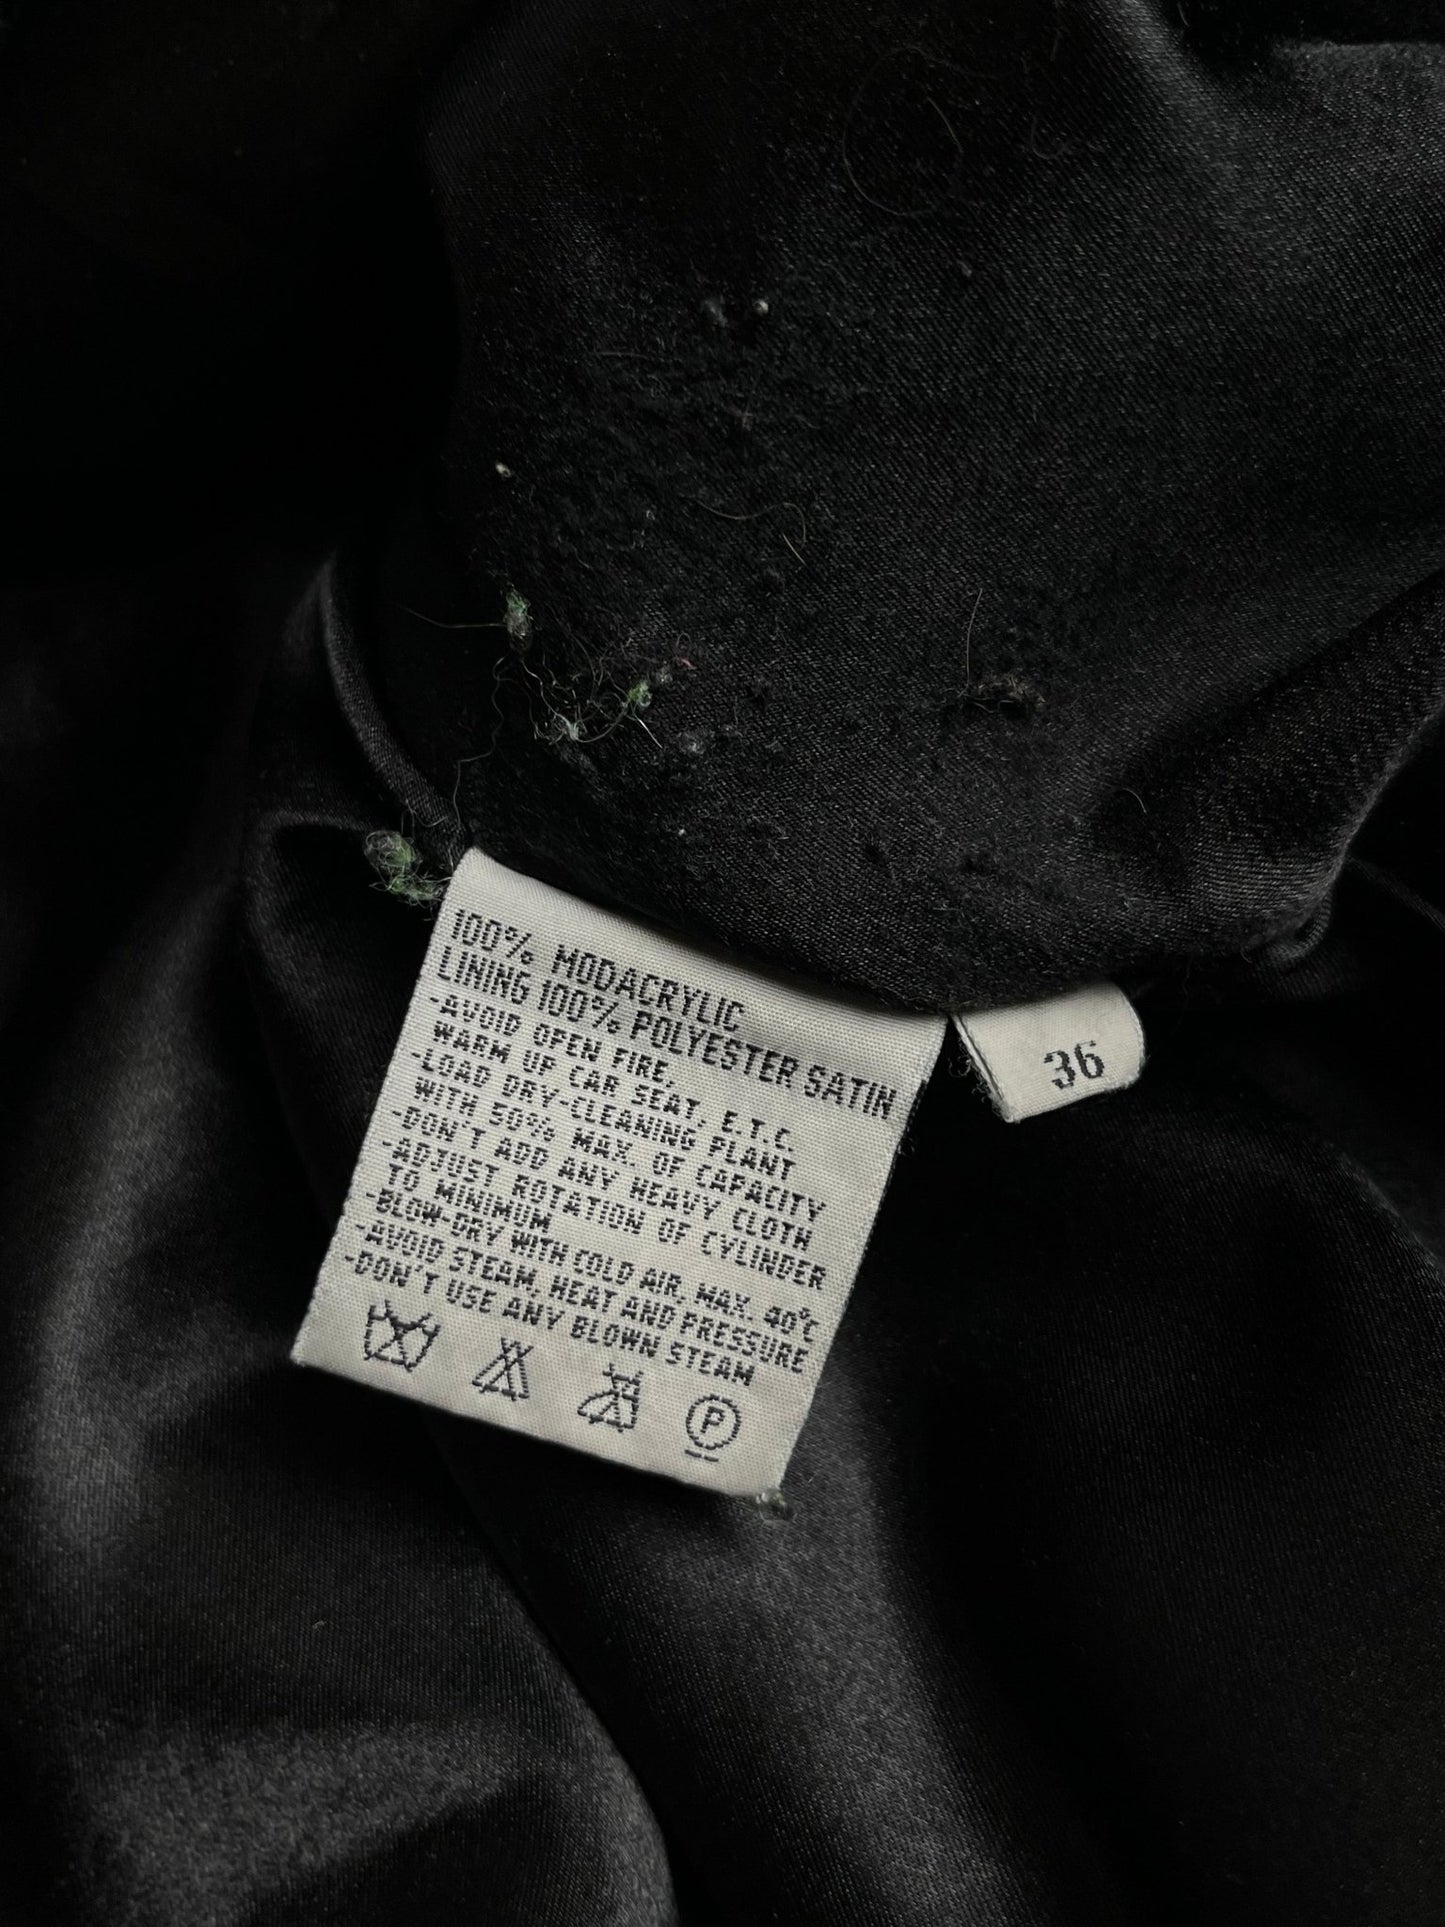 100% MODACRYLIC
LINING 100% POLYESTER SATIN
-AVOID OPEN FIRE,
WARM UP CAR SEAT, E.T.C.
-LOAD DRY-CLEANING PLANT
WITH 50% MAX. OF CAPACITY
-DON'T ADD ANY HEAVY CLOTH
-ADJUST ROTATION OF CYLINDER
TO MINIMUM
-BLOW-DRY WITH COLD AIR, MAX. 40°C
-AVOID STEAM, HEAT AND PRESSURE
-DON'T USE ANY BLOWN STEAM
P
36